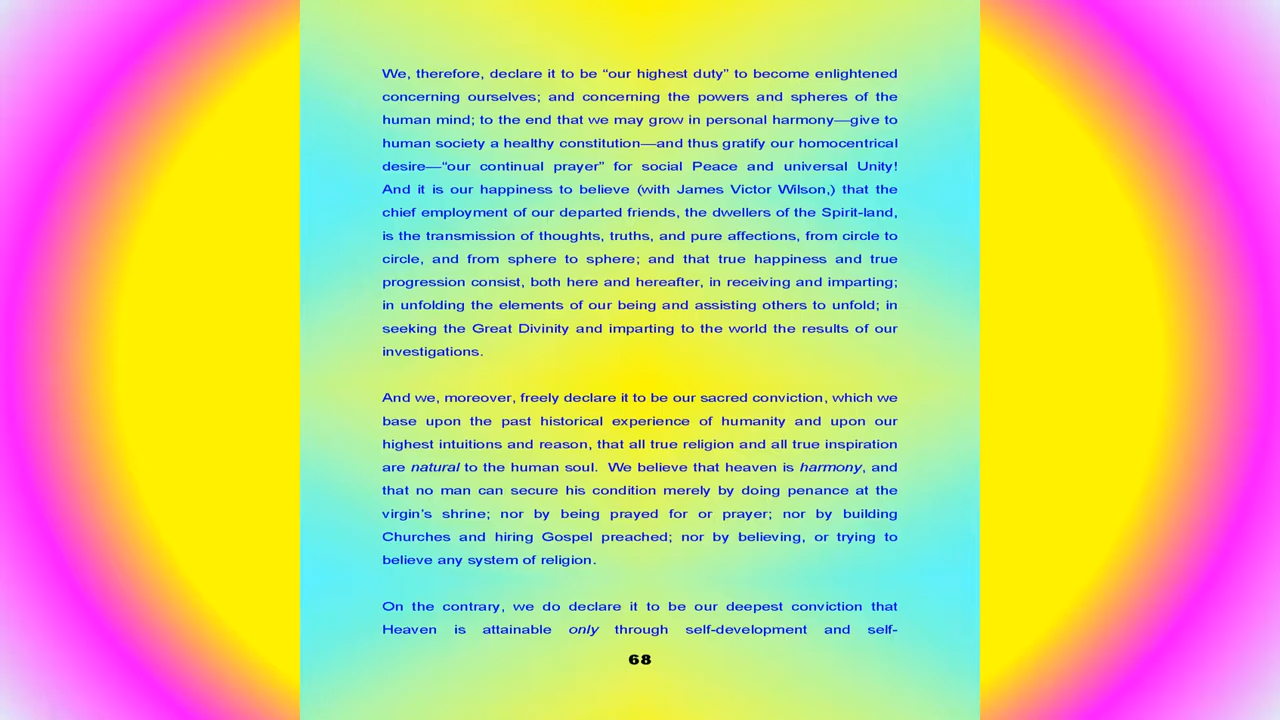 We, therefore, declare it to be “our highest duty” to become enlightened
concerning ourselves; and concerning the powers and spheres of the
human mind; to the end that we may grow in personal harmony—give to
human society a healthy constitution—and thus gratify our homocentrical
desire—“our continual prayer” for social Peace and universal Unity!
And it is our happiness to believe (with James Victor Wilson,) that the
chief employment of our departed friends, the dwellers of the Spirit-land,
is the transmission of thoughts, truths, and pure affections, from circle to
circle, and from sphere to sphere; and that true happiness and true
progression consist, both here and hereafter, in receiving and imparting;
in unfolding the elements of our being and assisting others to unfold; in
seeking the Great Divinity and imparting to the world the results of our
investigations.
And we, moreover, freely declare it to be our sacred conviction, which we
base upon the past historical experience of humanity and upon our
highest intuitions and reason, that all true religion and all true inspiration
are natural to the human soul.  We believe that heaven is harmony, and
that no man can secure his condition merely by doing penance at the
virgin’s shrine; nor by being prayed for or prayer; nor by building
Churches and hiring Gospel preached; nor by believing, or trying to
believe any system of religion.
On the contrary, we do declare it to be our deepest conviction that
Heaven is attainable only through self-development and self-
68